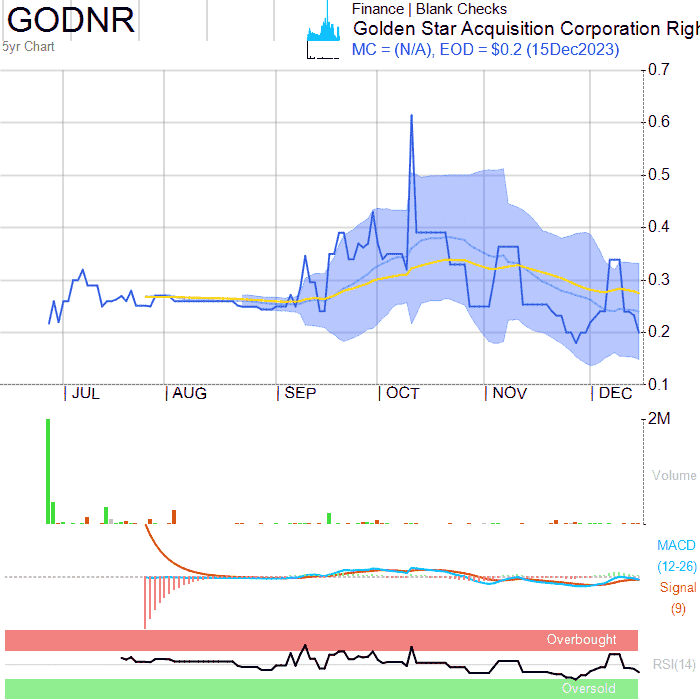 GODNR
5yr Chart
Finance | Blank Checks
Golden Star Acquisition Corporation Righ
MC = (N/A), EOD = $0.2 (15Dec2023)
0.7
0.6
0.5
0.4
0.3
0.2
0.1
JUL AUG SEP OCT NOV DEC
2M
Volume
MACD
(12-26)
Signal
(9)
Overbought
RSI(14)
Oversold